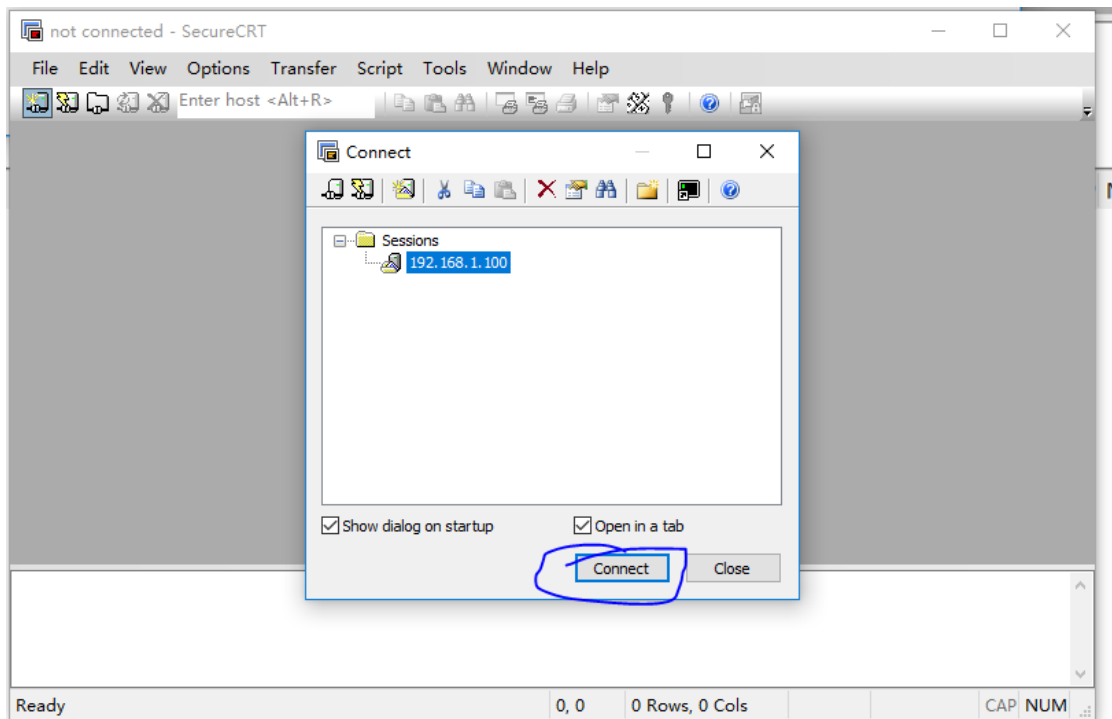 not connected - SecureCRT
File Edit View Options Transfer Script Tools Window Help
Enter host <Alt+R>
Connect
Sessions
192.168.1.100
Show dialog on startup
Open in a tab
Connect
Close
Ready
0, 0
0 Rows, 0 Cols
CAP NUM